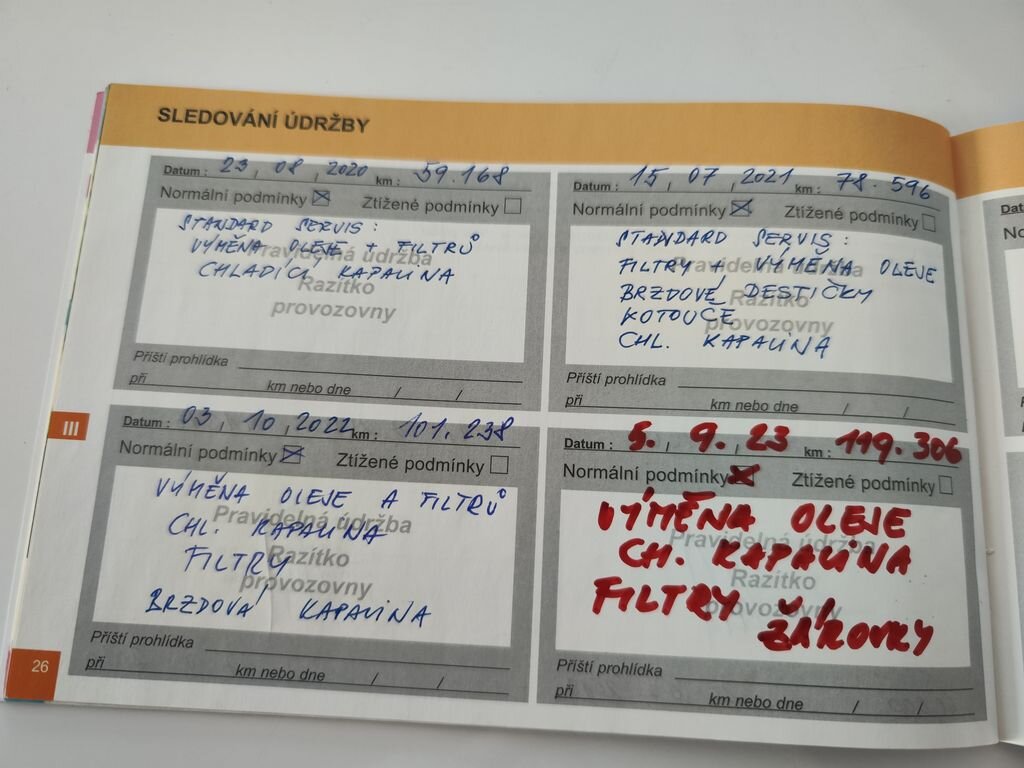 SLEDOVÁNÍ ÚDRŽBY
Datum : 23 , 08 , 2020 km : 59.168
Normální podmínky ☒ Ztížené podmínky ☐
STANDARD SERVIS :
VÝMĚNA OLEJE + FILTRŮ
CHLADÍCÍ KAPALINA
Pravidelná údržba
Razítko
provozovny
Příští prohlídka
při km nebo dne / /
Datum : 15 , 07 , 2021 km : 78.596
Normální podmínky ☒ Ztížené podmínky ☐
STANDARD SERVIS :
FILTRY + VÝMĚNA OLEJE
BRZDOVÉ DESTIČKY
KOTOUČE
CHL. KAPALINA
Pravidelná údržba
Razítko
provozovny
Příští prohlídka
při km nebo dne / /
III
Datum : 03 , 10 , 2022 km : 101.238
Normální podmínky ☒ Ztížené podmínky ☐
VÝMĚNA OLEJE A FILTRŮ
CHL. KAPALINA
FILTRY
BRZDOVÁ KAPALINA
Pravidelná údržba
Razítko
provozovny
Příští prohlídka
při km nebo dne / /
Datum : 5. , 9. , 23 km : 119.306
Normální podmínky ☒ Ztížené podmínky ☐
VÝMĚNA OLEJE
CH. KAPALINA
FILTRY ŽÁROVKY
Pravidelná údržba
Razítko
provozovny
Příští prohlídka
při km nebo dne / /
26